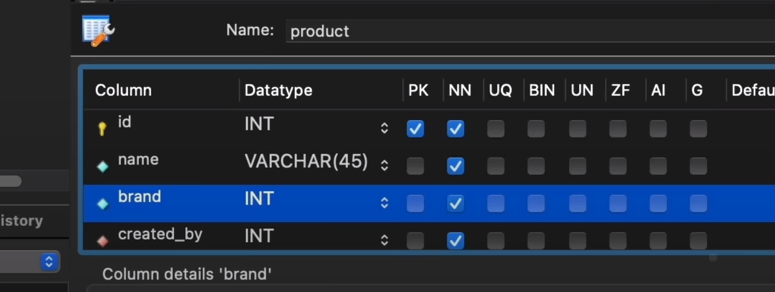 Name: product
Column Datatype PK NN UQ BIN UN ZF AI G Defau
id INT
name VARCHAR(45)
brand INT
created_by INT
istory
Column details 'brand'